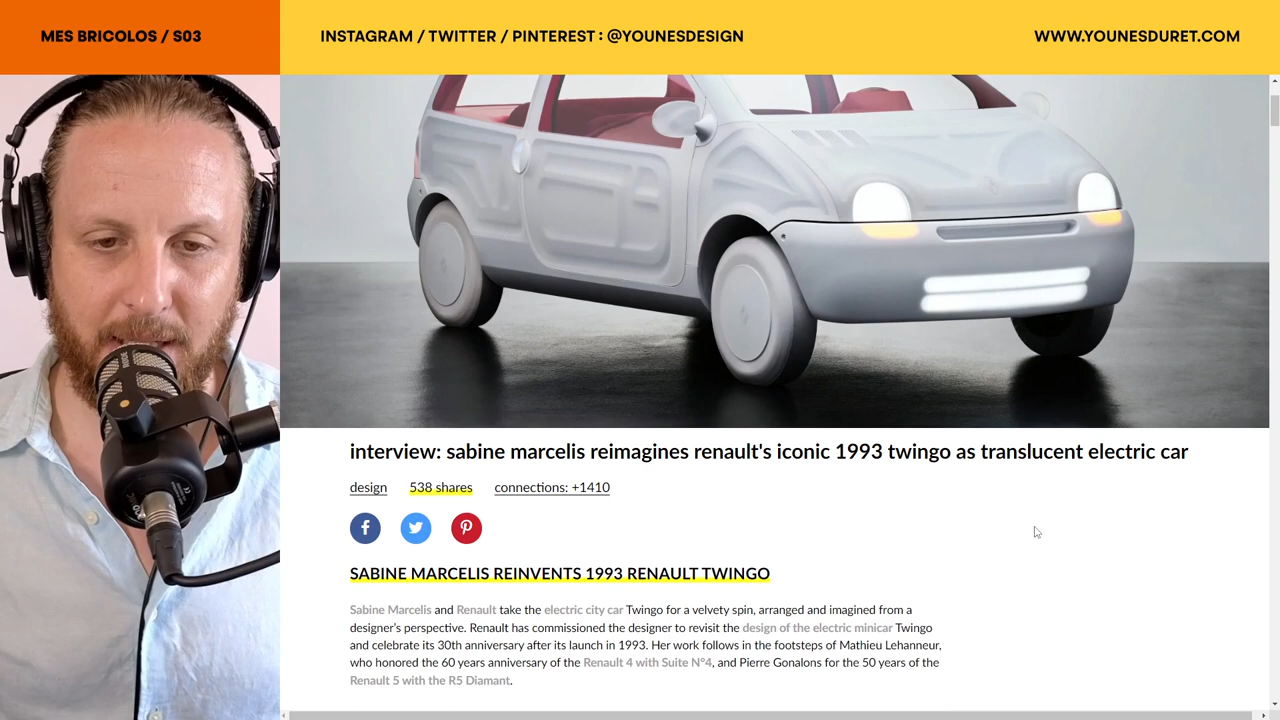 MES BRICOLOS / S03
INSTAGRAM / TWITTER / PINTEREST : @YOUNESDESIGN
WWW.YOUNESDURET.COM
interview: sabine marcelis reimagines renault's iconic 1993 twingo as translucent electric car
design 538 shares connections: +1410
SABINE MARCELIS REINVENTS 1993 RENAULT TWINGO
Sabine Marcelis and Renault take the electric city car Twingo for a velvety spin, arranged and imagined from a
designer's perspective. Renault has commissioned the designer to revisit the design of the electric minicar Twingo
and celebrate its 30th anniversary after its launch in 1993. Her work follows in the footsteps of Mathieu Lehanneur,
who honored the 60 years anniversary of the Renault 4 with Suite N°4, and Pierre Gonalons for the 50 years of the
Renault 5 with the R5 Diamant.